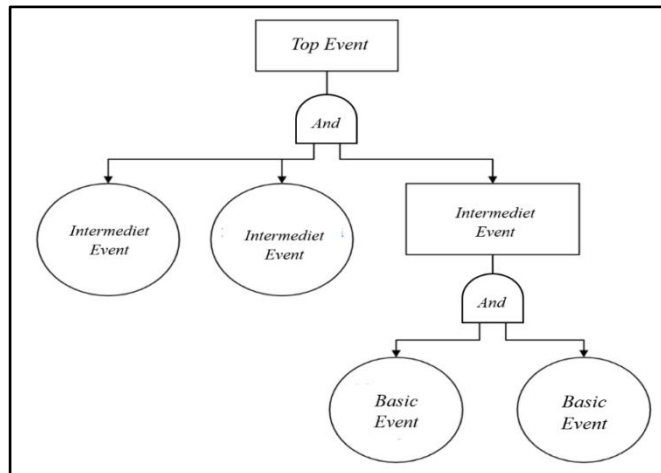 Top Event
And
Intermediet
Event
Intermediet
Event
Intermediet
Event
And
Basic
Event
Basic
Event